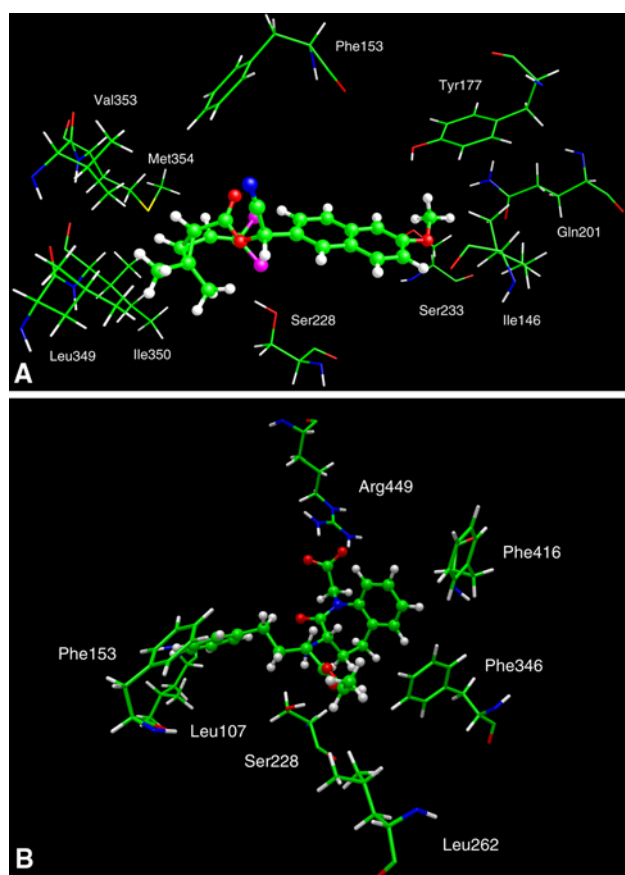 Phe153
Tyr177
Val353
Met354
Gln201
Ser228
Ser233
Ile146
Leu349
Ile350
A
Arg449
Phe416
Phe153
Phe346
Leu107
Ser228
Leu262
B